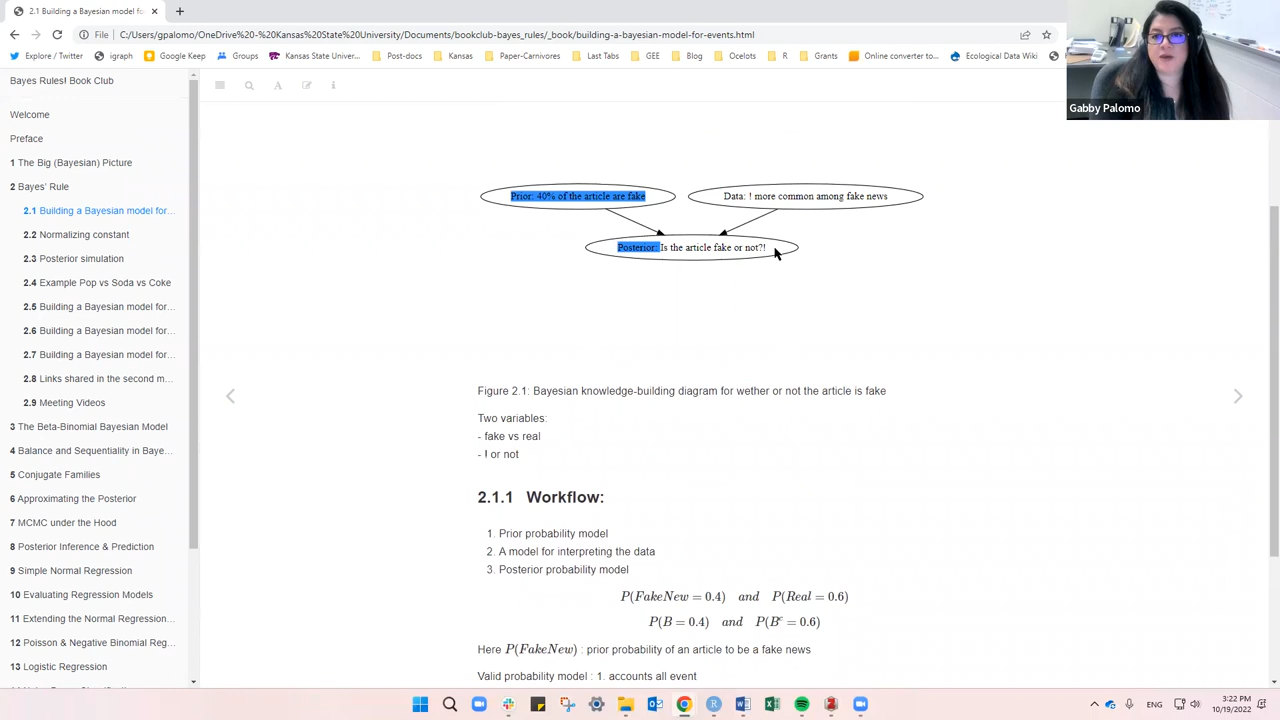 2.1 Building a Bayesian model fo
File
C:/Users/gpalomo/OneDrive%20-%20Kansas%20State%20University/Documents/bookclub-bayes_rules/_book/building-a-bayesian-model-for-events.html
Explore / Twitter
igraph
Google Keep
Groups
Kansas State Univer...
Post-docs
Kansas
Paper-Carnivores
Last Tabs
GEE
Blog
Ocelots
R
Grants
Online converter to...
Ecological Data Wiki
Gabby Palomo
Bayes Rules! Book Club
Welcome
Preface
1 The Big (Bayesian) Picture
2 Bayes' Rule
2.1 Building a Bayesian model for...
2.2 Normalizing constant
2.3 Posterior simulation
2.4 Example Pop vs Soda vs Coke
2.5 Building a Bayesian model for...
2.6 Building a Bayesian model for...
2.7 Building a Bayesian model for...
2.8 Links shared in the second m...
2.9 Meeting Videos
3 The Beta-Binomial Bayesian Model
4 Balance and Sequentiality in Baye...
5 Conjugate Families
6 Approximating the Posterior
7 MCMC under the Hood
8 Posterior Inference & Prediction
9 Simple Normal Regression
10 Evaluating Regression Models
11 Extending the Normal Regression...
12 Poisson & Negative Binomial Reg...
13 Logistic Regression
Prior: 40% of the article are fake
Data: ! more common among fake news
Posterior: Is the article fake or not?!
Figure 2.1: Bayesian knowledge-building diagram for wether or not the article is fake
Two variables:
- fake vs real
- ! or not
2.1.1 Workflow:
1. Prior probability model
2. A model for interpreting the data
3. Posterior probability model
P(FakeNew = 0.4) and P(Real = 0.6)
P(B = 0.4) and P(Bᶜ = 0.6)
Here P(FakeNew) : prior probability of an article to be a fake news
Valid probability model : 1. accounts all event
ENG
3:22 PM
10/19/2022